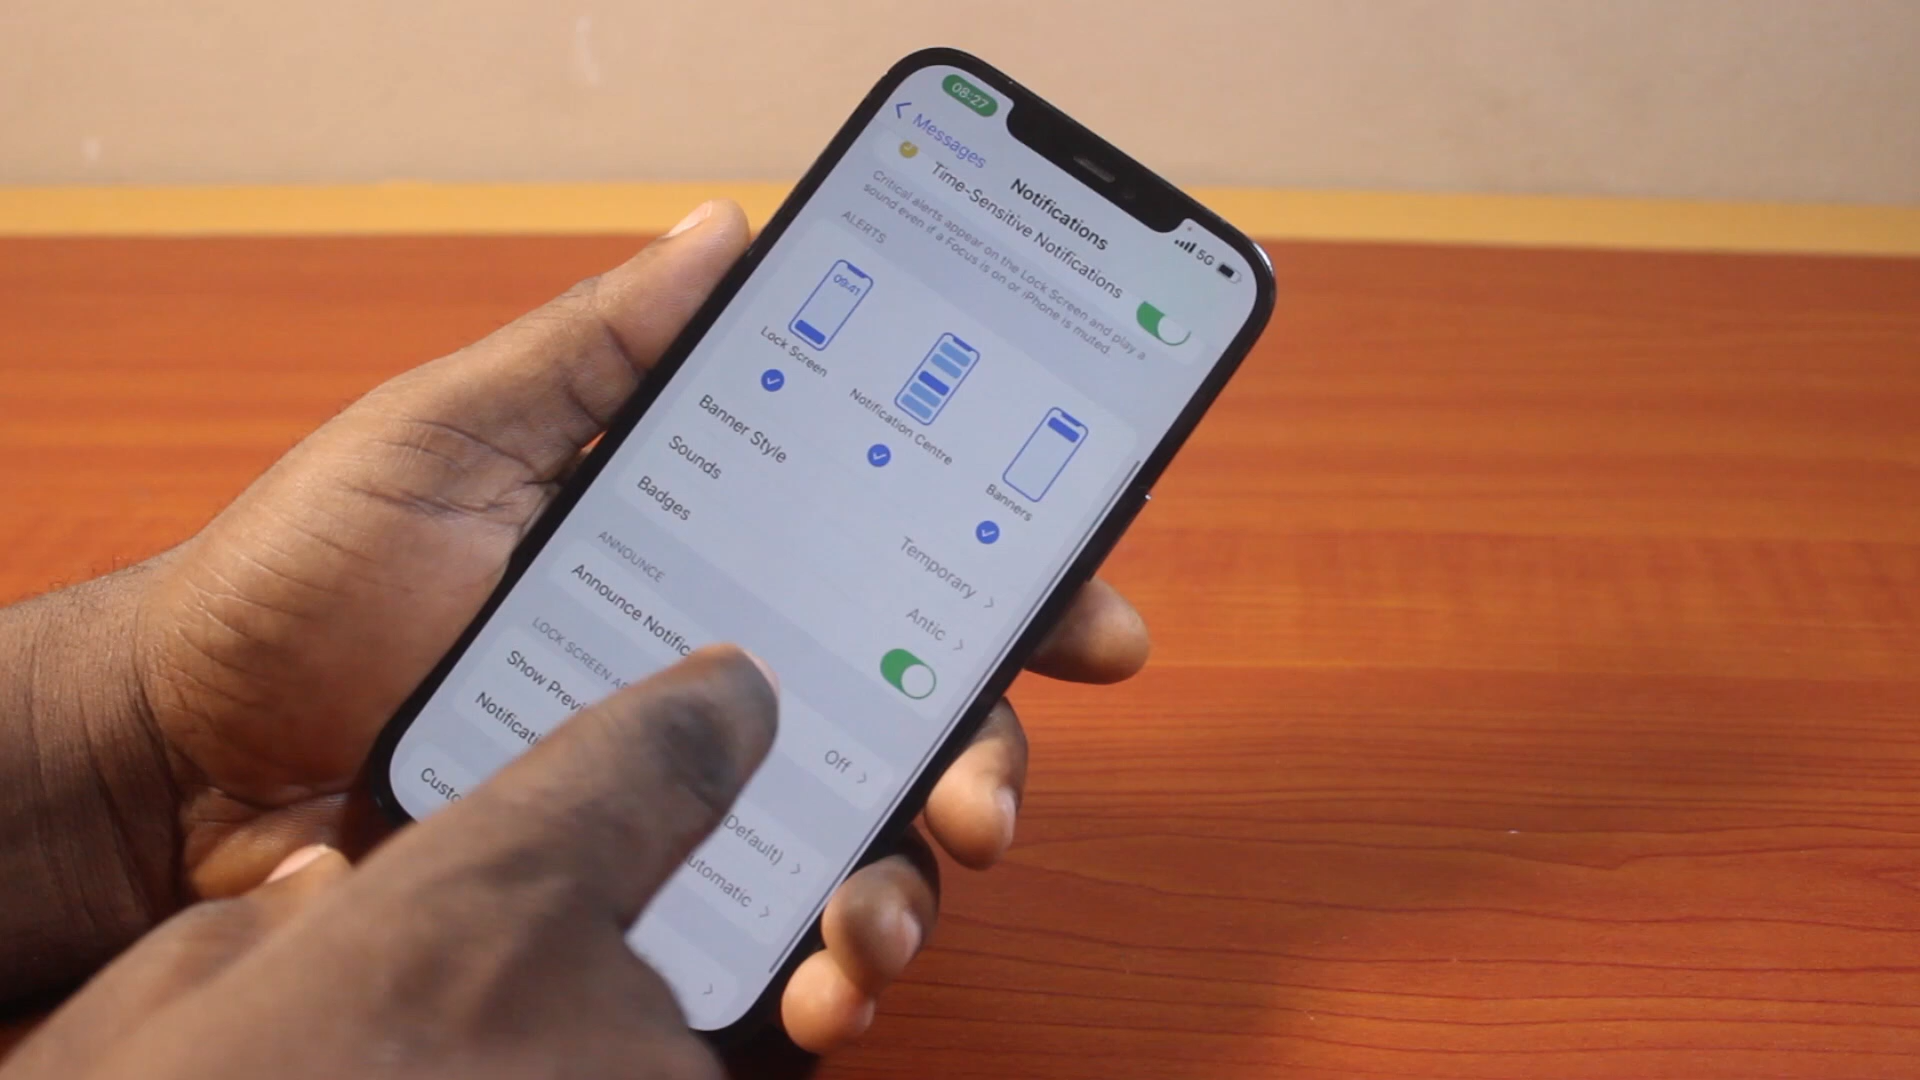 08:27
5G
Messages
Notifications
Time-Sensitive Notifications
Critical alerts appear on the Lock Screen and play a
sound even if a Focus is on or iPhone is muted.
ALERTS
09:41
Lock Screen
Notification Centre
Banners
Banner Style
Temporary
Sounds
Antic
Badges
ANNOUNCE
Announce Notific
Off
LOCK SCREEN AP
Show Previ
Default)
Notificati
utomatic
Custo